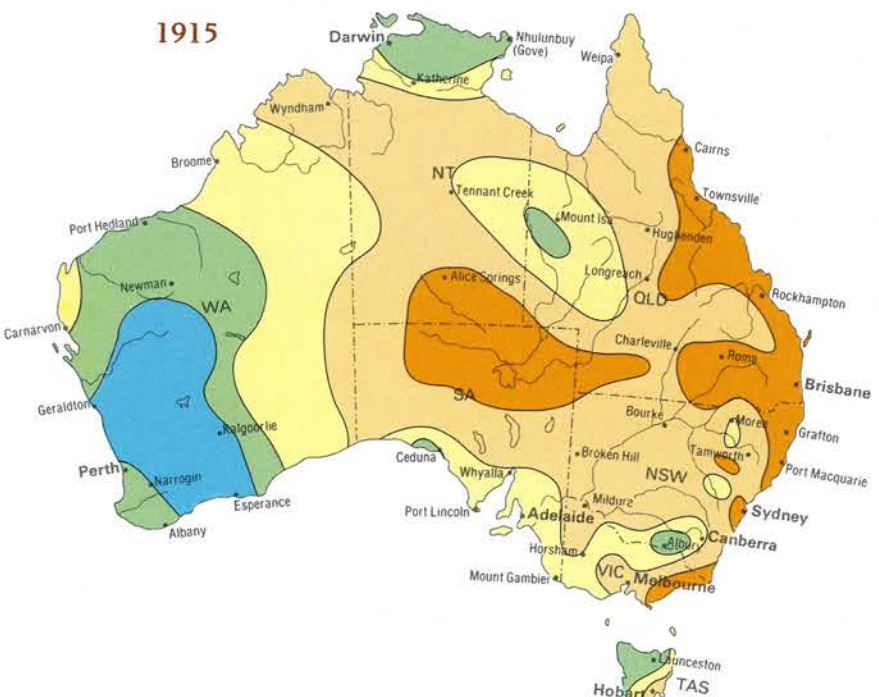 1915
Darwin
Nhulunbuy
(Gove)
Weipa
Katherine
Wyndham
Cairns
Broome
NT
Tennant Creek
Townsville
Mount Isa
Port Hedland
Hughenden
Alice Springs
Longreach
Newman
QLD
Rockhampton
WA
Carnarvon
Charleville
Roma
Brisbane
SA
Geraldton
Bourke
Moree
Kalgoorlie
Grafton
Ceduna
Broken Hill
Tamworth
Perth
Whyalla
NSW
Port Macquarie
Narrogin
Esperance
Port Lincoln
Adelaide
Mildura
Sydney
Albany
Albury
Canberra
Horsham
Mount Gambier
VIC
Melbourne
Launceston
Hobart
TAS